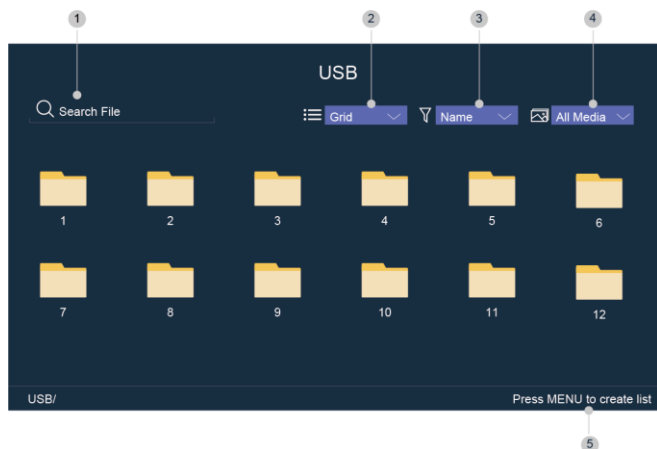 1 2 3 4
USB
Search File Grid Name All Media
1 2 3 4 5 6
7 8 9 10 11 12
USB/ Press MENU to create list
5